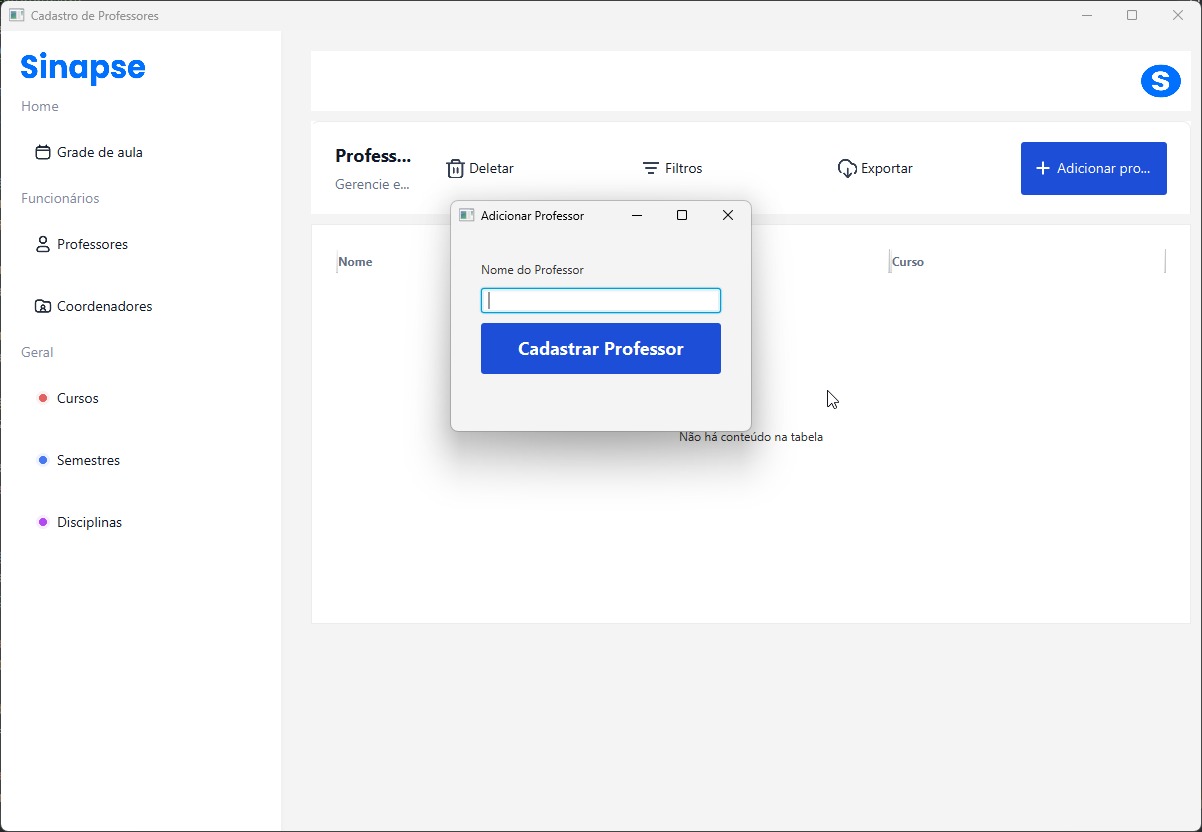 Cadastro de Professores
Sinapse
Home
Grade de aula
Funcionários
Professores
Coordenadores
Geral
Cursos
Semestres
Disciplinas
S
Profess...
Gerencie e...
Deletar
Filtros
Exportar
Adicionar pro...
Nome
Curso
Não há conteúdo na tabela
Adicionar Professor
Nome do Professor
Cadastrar Professor